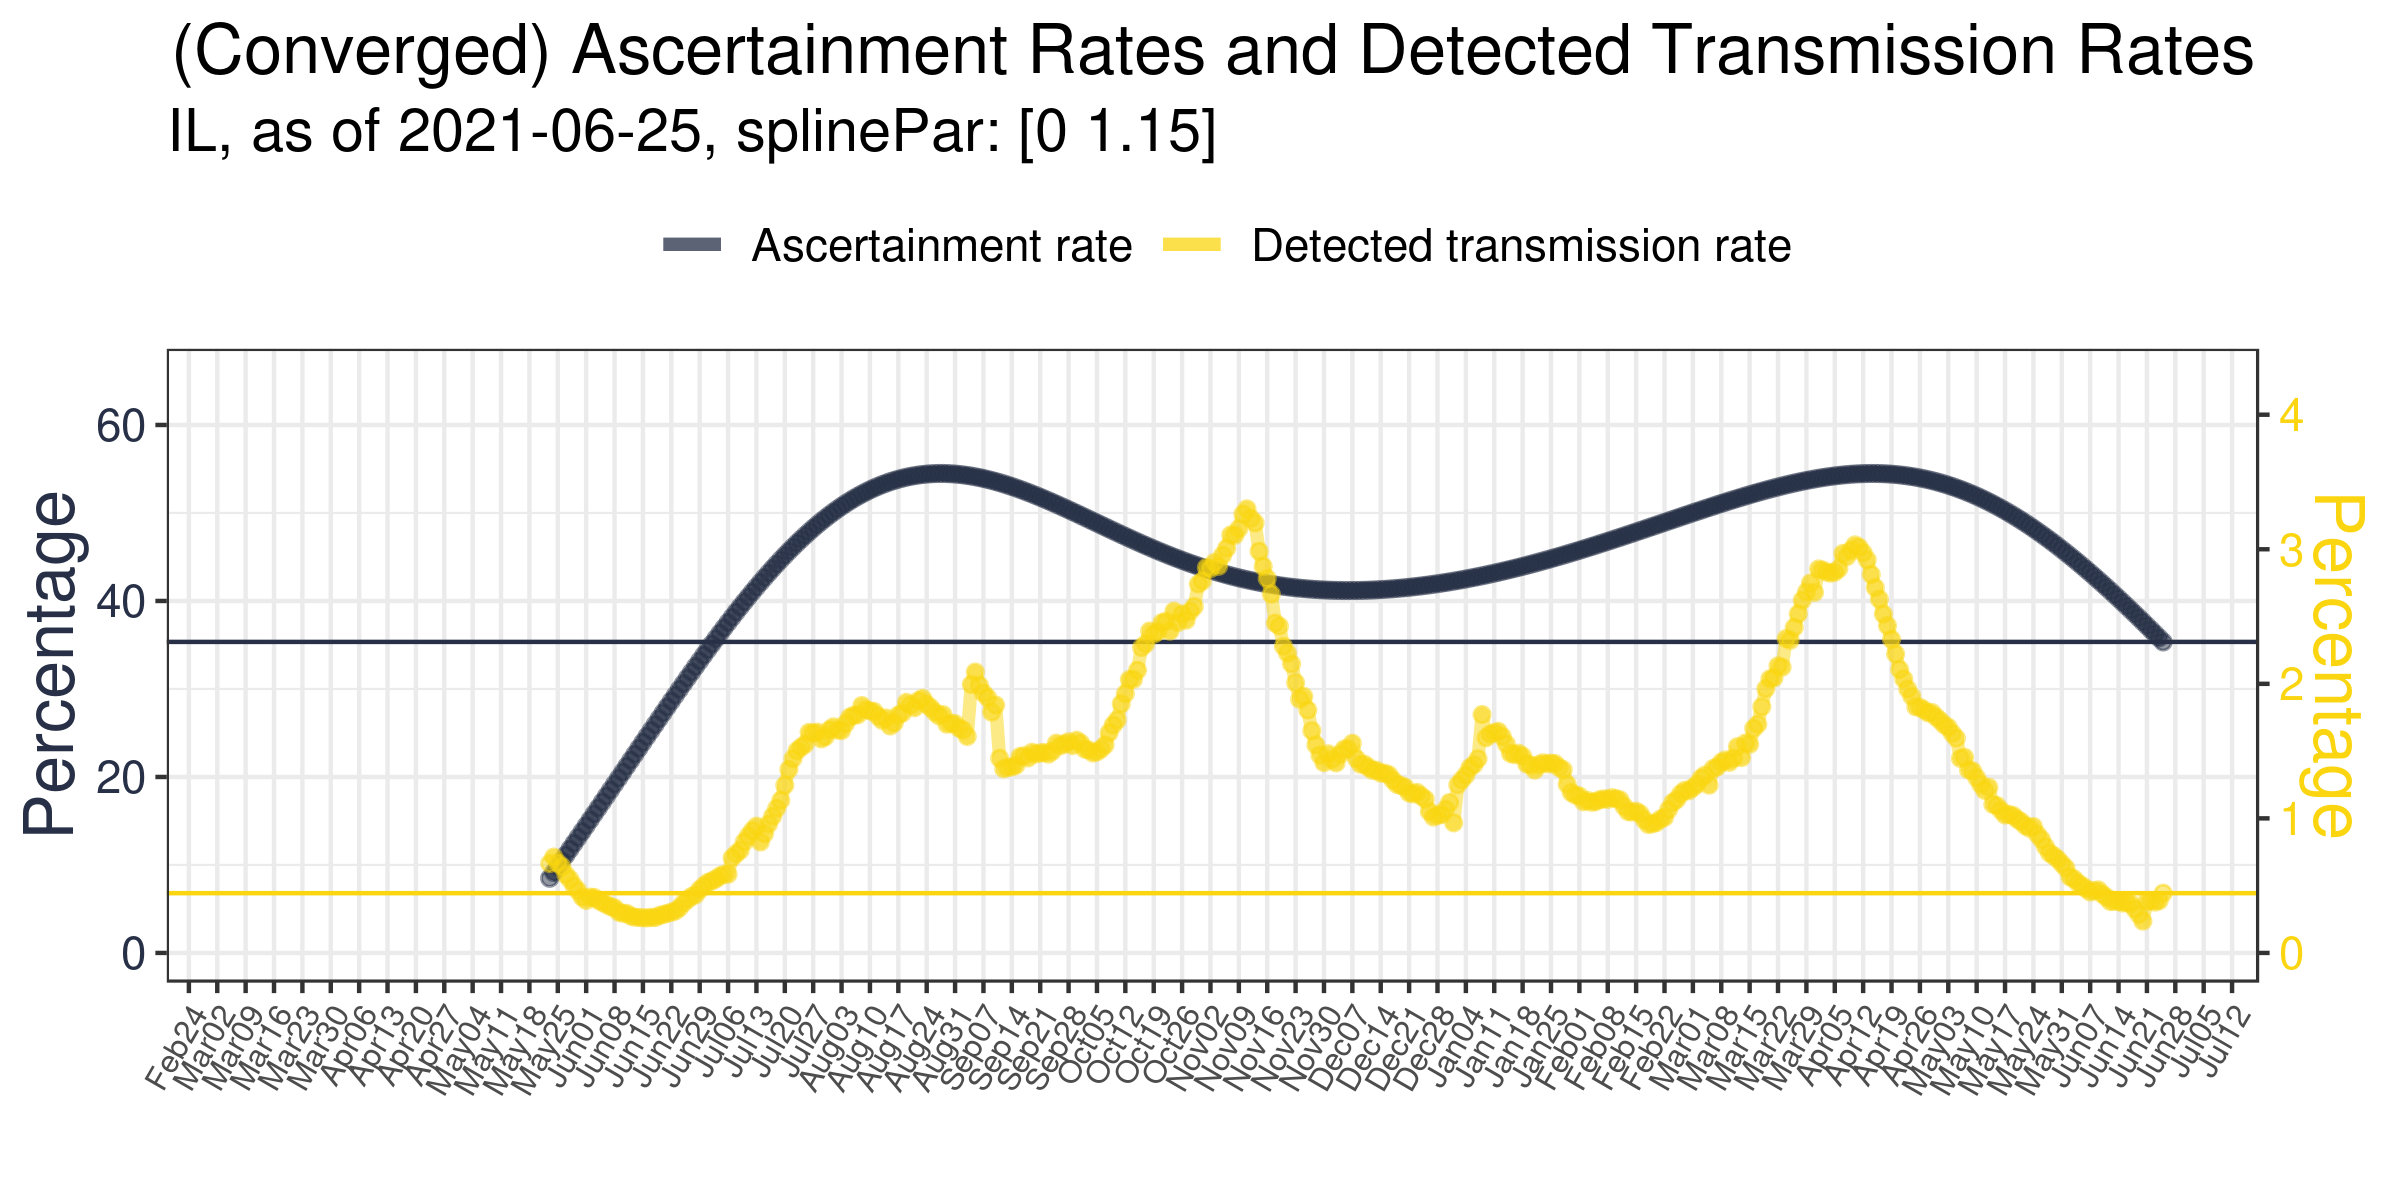 (Converged) Ascertainment Rates and Detected Transmission Rates
IL, as of 2021-06-25, splinePar: [0 1.15]
Ascertainment rate Detected transmission rate
Percentage
60
40
20
0
4
3
2
1
0
Percentage
Feb24 Mar02 Mar09 Mar16 Mar23 Mar30 Apr06 Apr13 Apr20 Apr27 May04 May11 May18 May25 Jun01 Jun08 Jun15 Jun22 Jun29 Jul06 Jul13 Jul20 Jul27 Aug03 Aug10 Aug17 Aug24 Aug31 Sep07 Sep14 Sep21 Sep28 Oct05 Oct12 Oct19 Oct26 Nov02 Nov09 Nov16 Nov23 Nov30 Dec07 Dec14 Dec21 Dec28 Jan04 Jan11 Jan18 Jan25 Feb01 Feb08 Feb15 Feb22 Mar01 Mar08 Mar15 Mar22 Mar29 Apr05 Apr12 Apr19 Apr26 May03 May10 May17 May24 May31 Jun07 Jun14 Jun21 Jun28 Jul05 Jul12